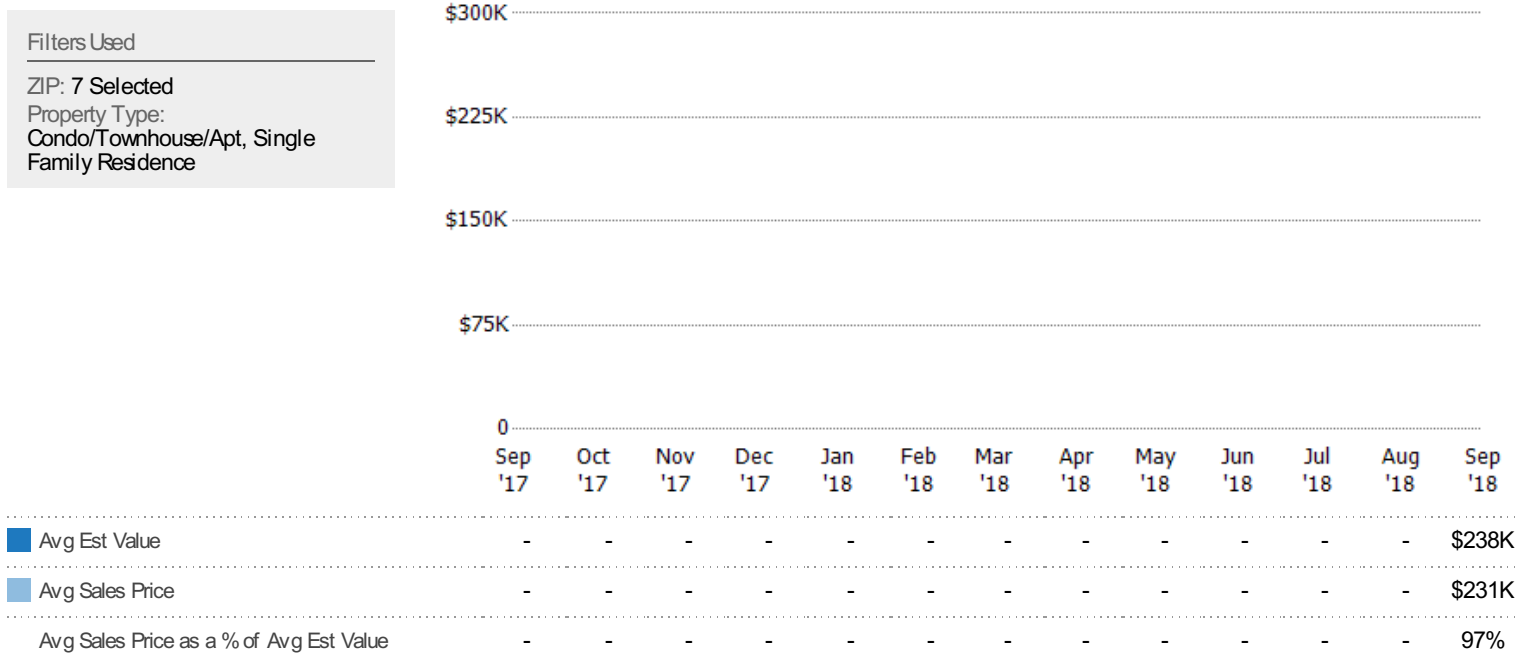 Filters Used
ZIP: 7 Selected
Property Type:
Condo/Townhouse/Apt, Single
Family Residence
$300K
$225K
$150K
$75K
0
Sep Oct Nov Dec Jan Feb Mar Apr May Jun Jul Aug Sep
'17 '17 '17 '17 '18 '18 '18 '18 '18 '18 '18 '18 '18
Avg Est Value - - - - - - - - - - - - $238K
Avg Sales Price - - - - - - - - - - - - $231K
Avg Sales Price as a % of Avg Est Value - - - - - - - - - - - - 97%